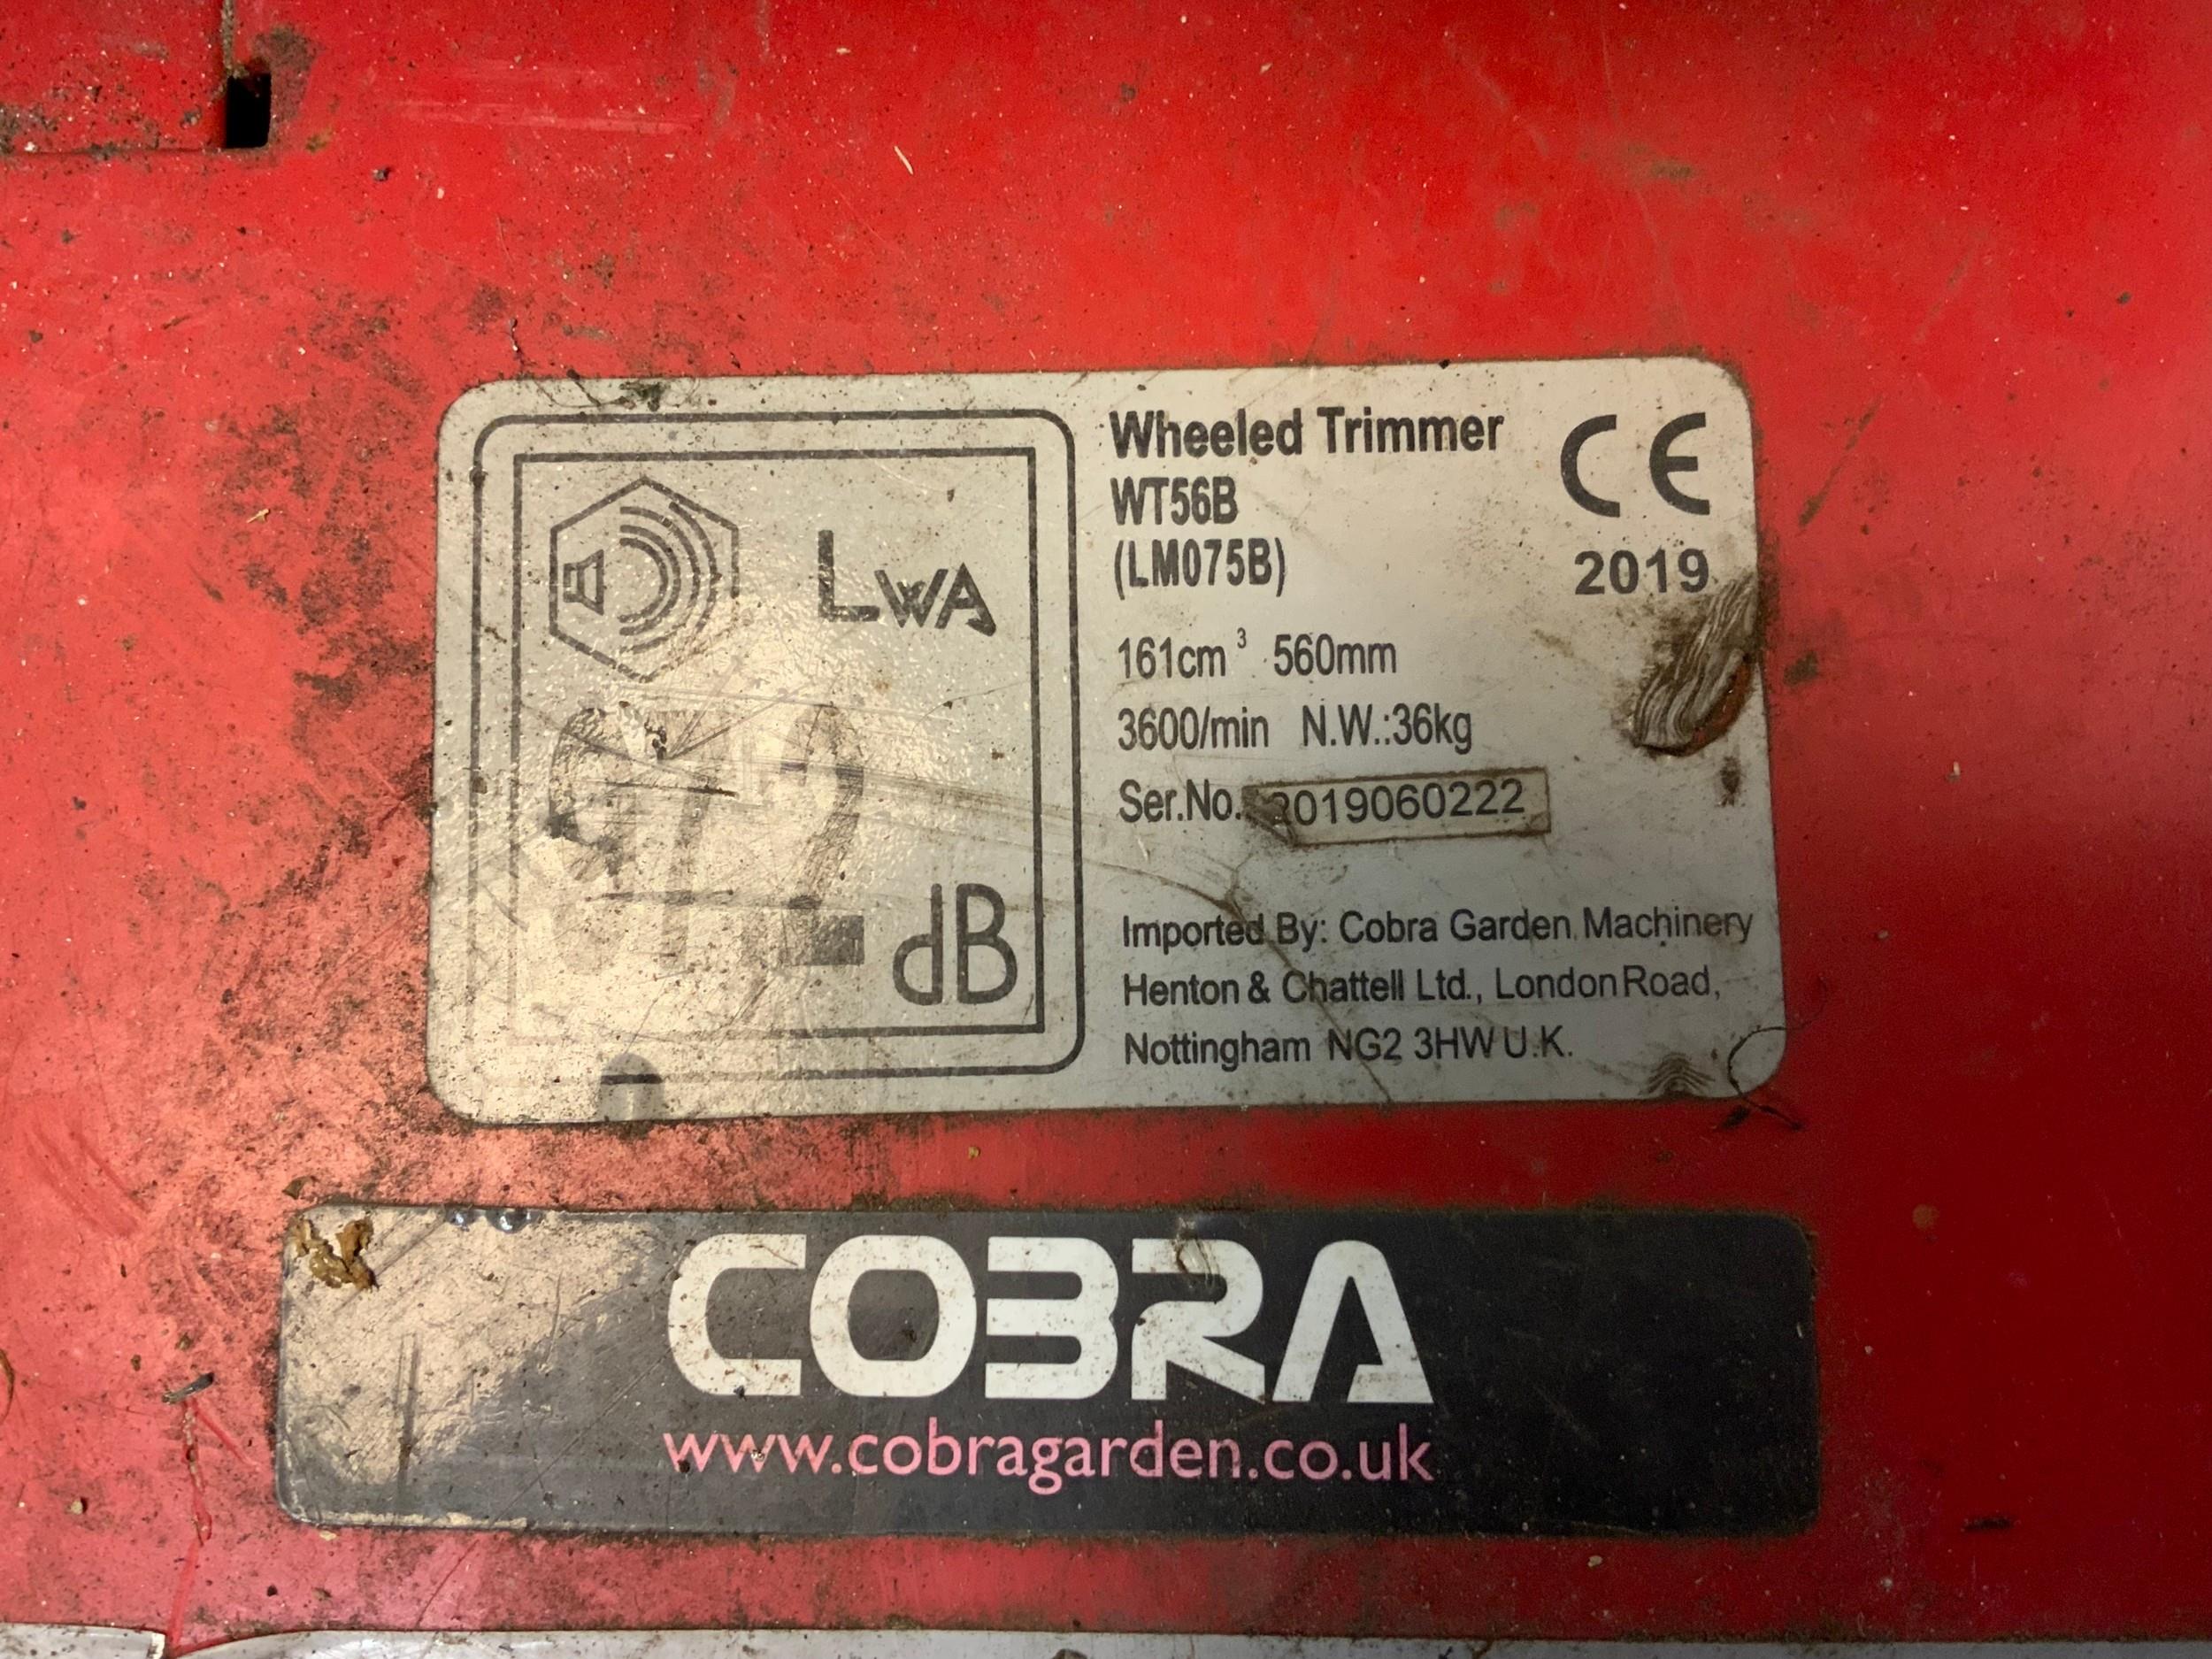 LWA
dB
Wheeled Trimmer
CE
WT56B
(LM075B)
2019
161cm³ 560mm
3600/min N.W.:36kg
Ser.No. 2019060222
Imported By: Cobra Garden Machinery
Henton & Chattell Ltd., London Road,
Nottingham NG2 3HW U.K.
COBRA
www.cobragarden.co.uk